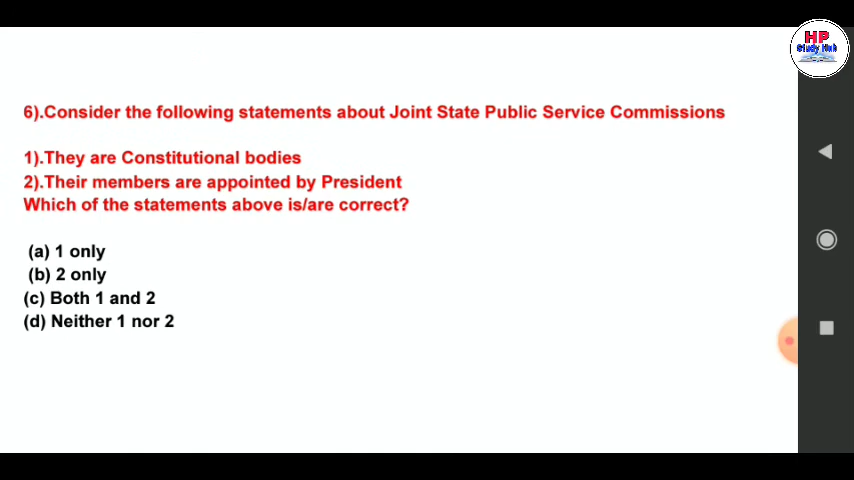 HP
Study Hub
6).Consider the following statements about Joint State Public Service Commissions
1).They are Constitutional bodies
2).Their members are appointed by President
Which of the statements above is/are correct?
(a) 1 only
(b) 2 only
(c) Both 1 and 2
(d) Neither 1 nor 2